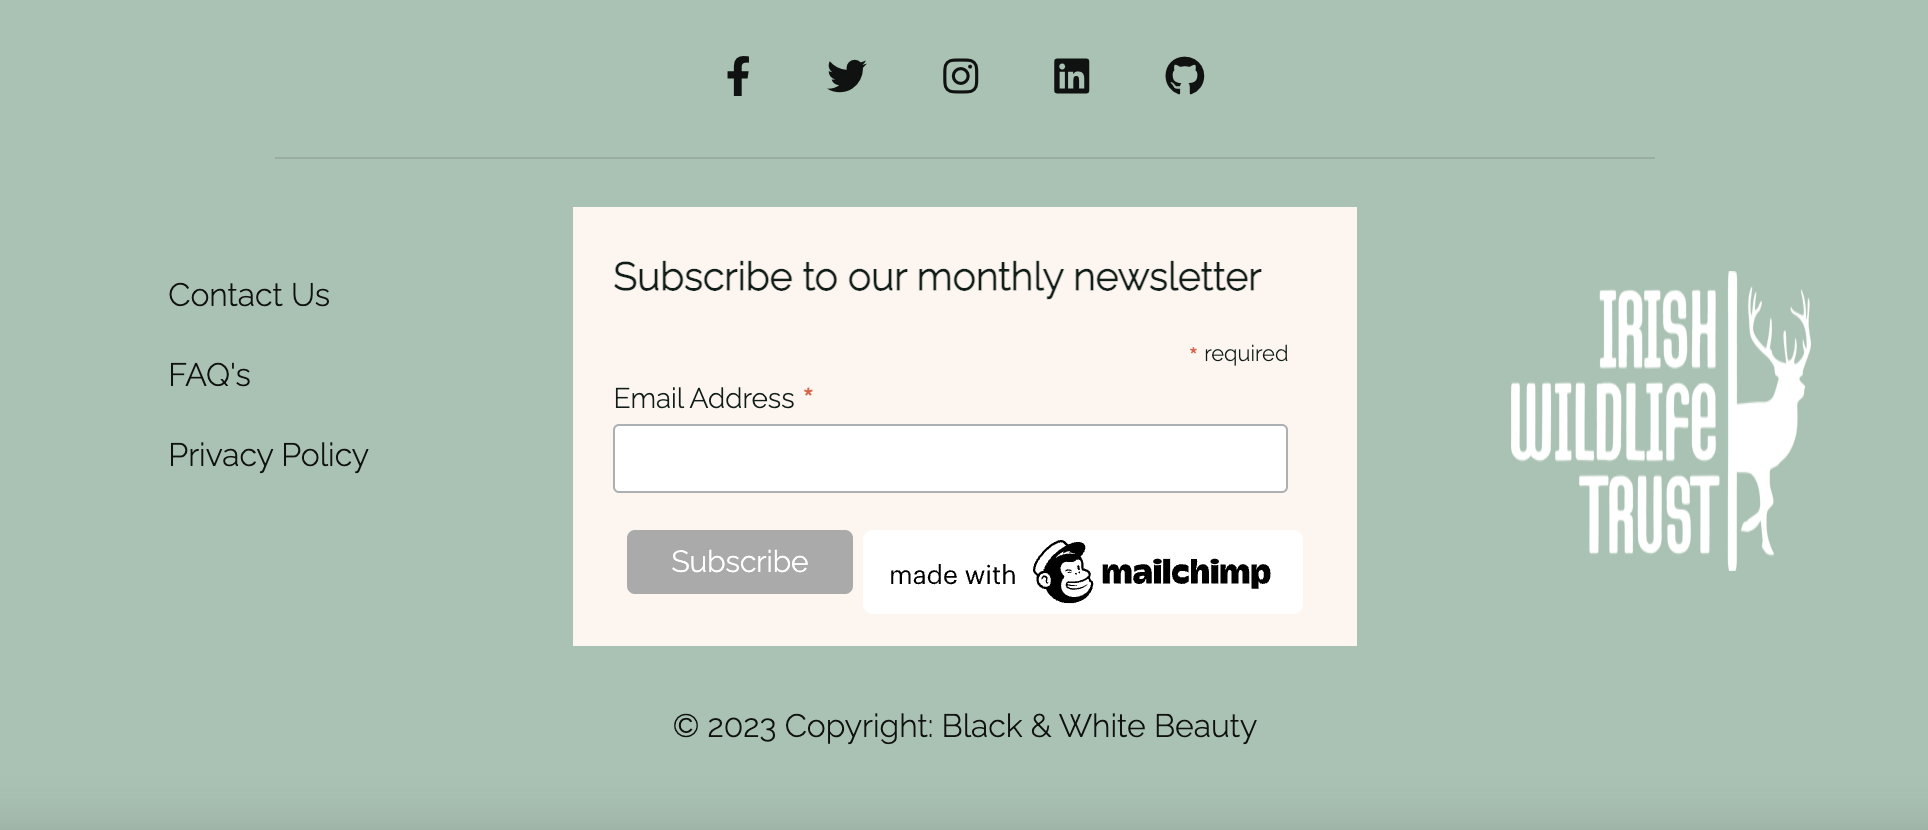 Contact Us
FAQ's
Privacy Policy
Subscribe to our monthly newsletter
* required
Email Address *
Subscribe
made with mailchimp
IRISH
WILDLIFE
TRUST
© 2023 Copyright: Black & White Beauty